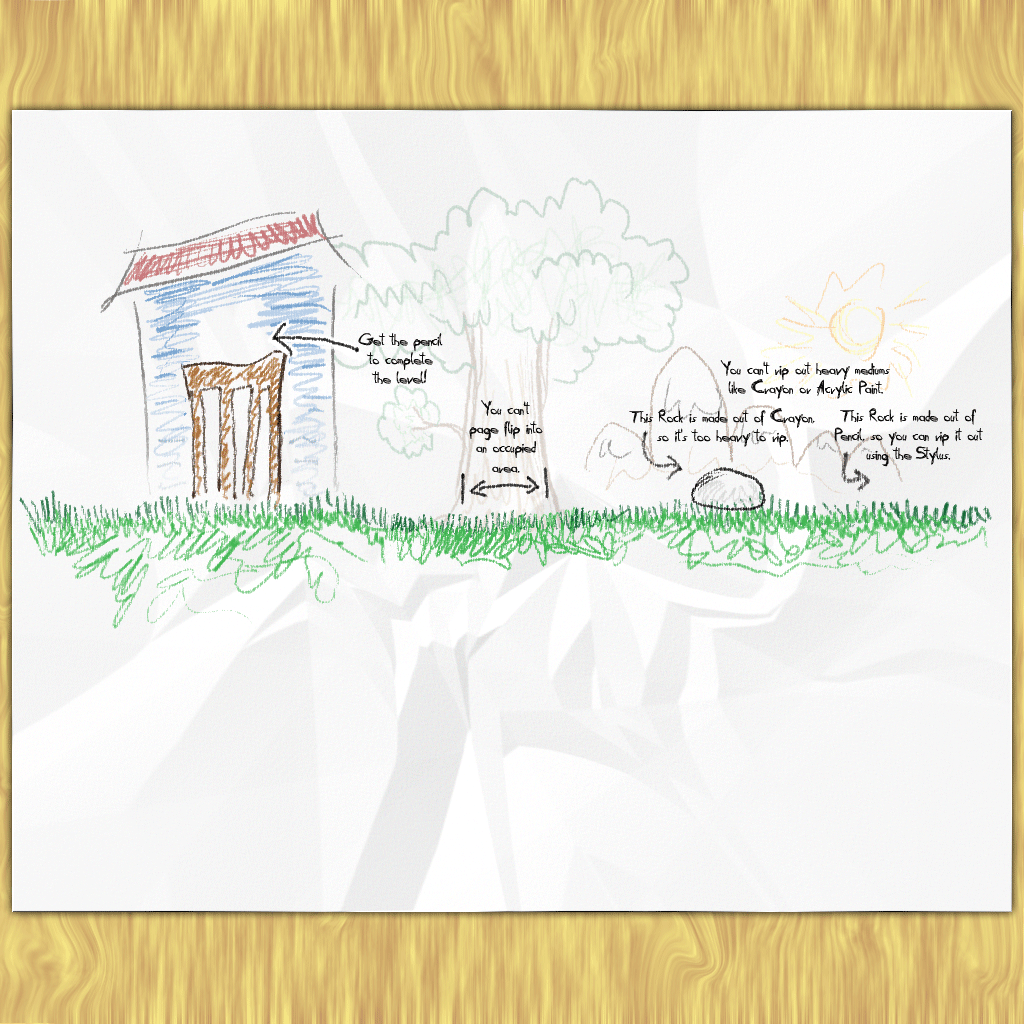 Get the pencil
to complete
the level!
You can't
page flip into
an occupied
area.
You can't rip out heavy mediums
like Crayon or Acrylic Paint.
This Rock is made out of Crayon,
so it's too heavy to rip.
This Rock is made out of
Pencil, so you can rip it out
using the Stylus.